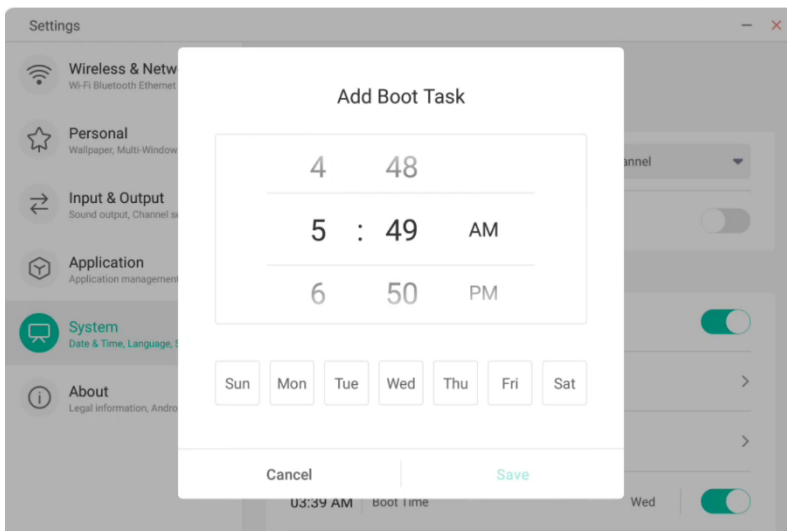 Settings
Wireless & Netw
Wi-Fi Bluetooth Ethernet
Personal
Wallpaper, Multi-Window
Input & Output
Sound output, Channel s
Application
Application management
System
Date & Time, Language, S
About
Legal information, Andro
Add Boot Task
4 48
5 : 49 AM
6 50 PM
Sun Mon Tue Wed Thu Fri Sat
Cancel Save
annel
03:39 AM Boot Time Wed